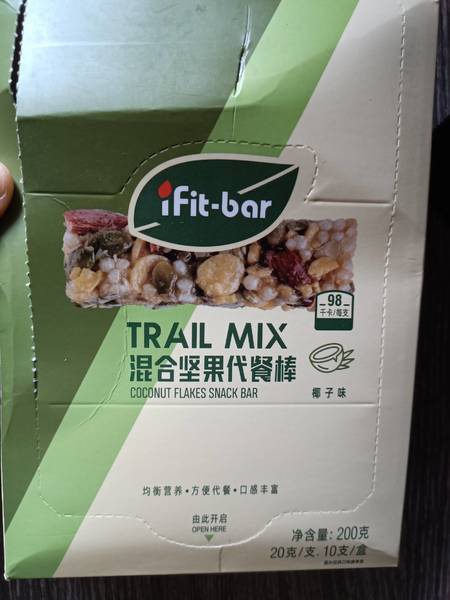 iFit-bar
98
千卡/每支
TRAIL MIX
混合坚果代餐棒
COCONUT FLAKES SNACK BAR
椰子味
均衡营养•方便代餐•口感丰富
由此开启
OPEN HERE
净含量: 200克
20克/支, 10支/盒